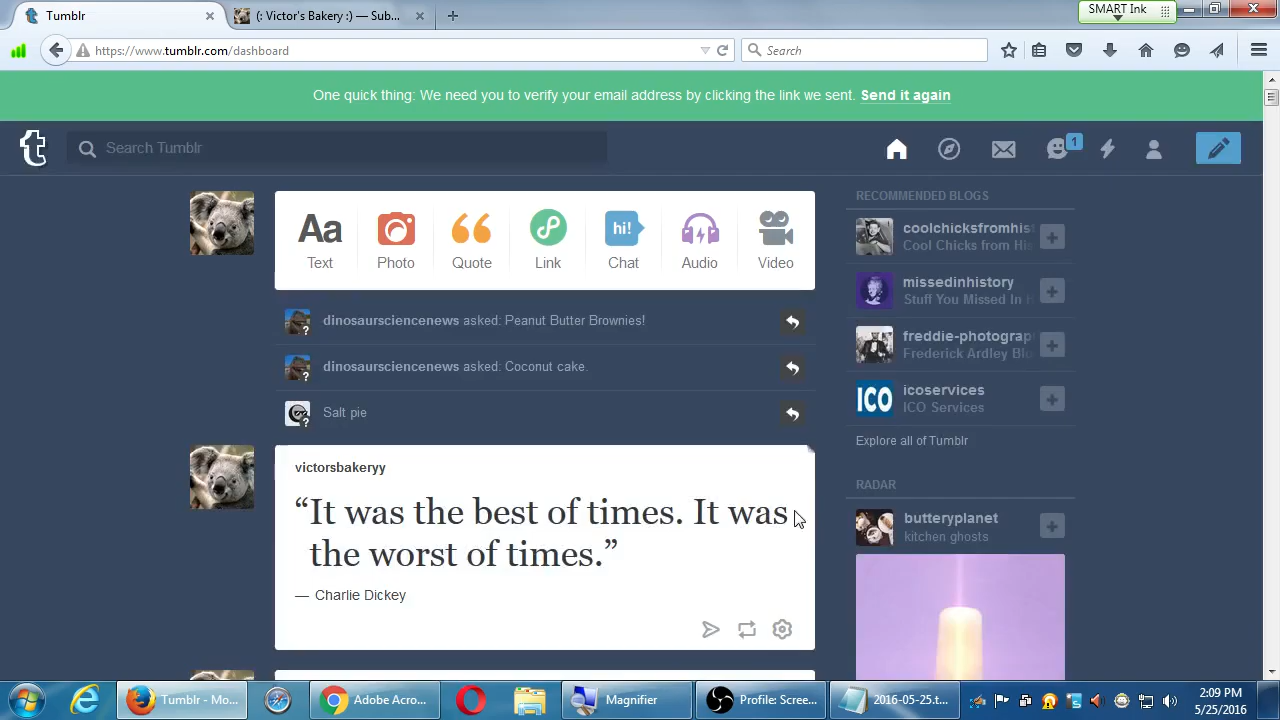 Tumblr
(: Victor's Bakery :) — Sub...
SMART Ink
https://www.tumblr.com/dashboard
Search
One quick thing: We need you to verify your email address by clicking the link we sent. Send it again
Search Tumblr
1
Aa
hi!
Text
Photo
Quote
Link
Chat
Audio
Video
dinosaursciencenews asked: Peanut Butter Brownies!
dinosaursciencenews asked: Coconut cake.
Salt pie
victorsbakeryy
“It was the best of times. It was
the worst of times.”
— Charlie Dickey
RECOMMENDED BLOGS
coolchicksfromhist
Cool Chicks from His
missedinhistory
Stuff You Missed In H
freddie-photograp
Frederick Ardley Blo
ICO
icoservices
ICO Services
Explore all of Tumblr
RADAR
butteryplanet
kitchen ghosts
Tumblr - Mo...
Adobe Acro...
Magnifier
Profile: Scree...
2016-05-25.t...
2:09 PM
5/25/2016